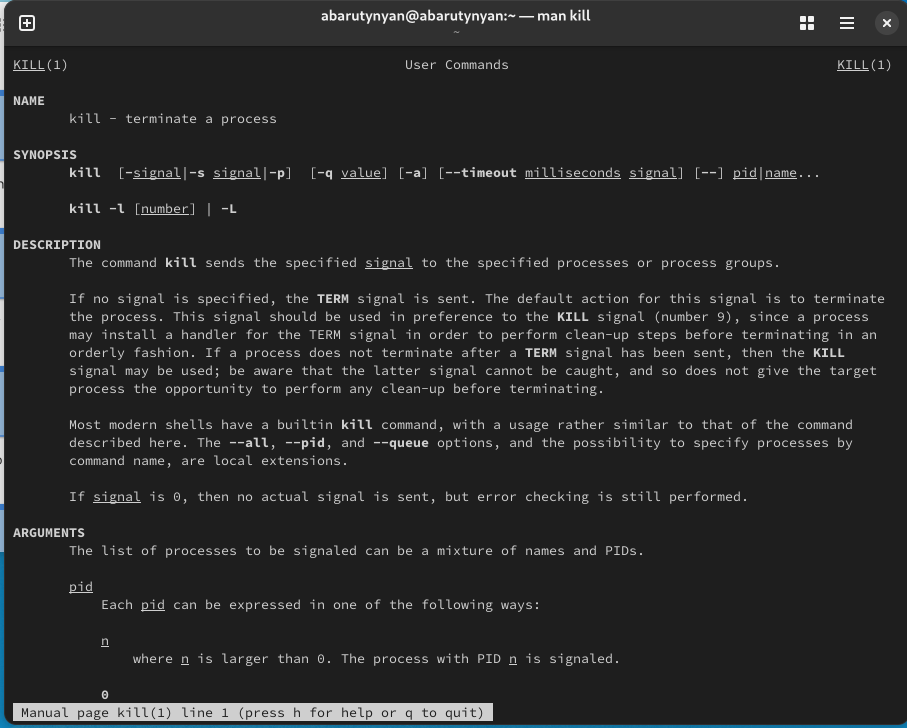 abarutynyan@abarutynyan:~ — man kill
~
KILL(1) User Commands KILL(1)
NAME
kill - terminate a process
SYNOPSIS
kill [-signal|-s signal|-p] [-q value] [-a] [--timeout milliseconds signal] [--] pid|name...
kill -l [number] | -L
DESCRIPTION
The command kill sends the specified signal to the specified processes or process groups.
If no signal is specified, the TERM signal is sent. The default action for this signal is to terminate
the process. This signal should be used in preference to the KILL signal (number 9), since a process
may install a handler for the TERM signal in order to perform clean-up steps before terminating in an
orderly fashion. If a process does not terminate after a TERM signal has been sent, then the KILL
signal may be used; be aware that the latter signal cannot be caught, and so does not give the target
process the opportunity to perform any clean-up before terminating.
Most modern shells have a builtin kill command, with a usage rather similar to that of the command
described here. The --all, --pid, and --queue options, and the possibility to specify processes by
command name, are local extensions.
If signal is 0, then no actual signal is sent, but error checking is still performed.
ARGUMENTS
The list of processes to be signaled can be a mixture of names and PIDs.
pid
Each pid can be expressed in one of the following ways:
n
where n is larger than 0. The process with PID n is signaled.
0
Manual page kill(1) line 1 (press h for help or q to quit)